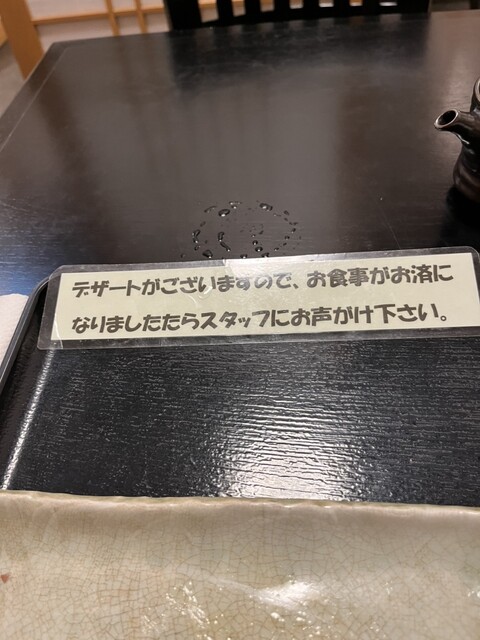 デザートがございますので、お食事がお済に
なりましたたらスタッフにお声がけ下さい。